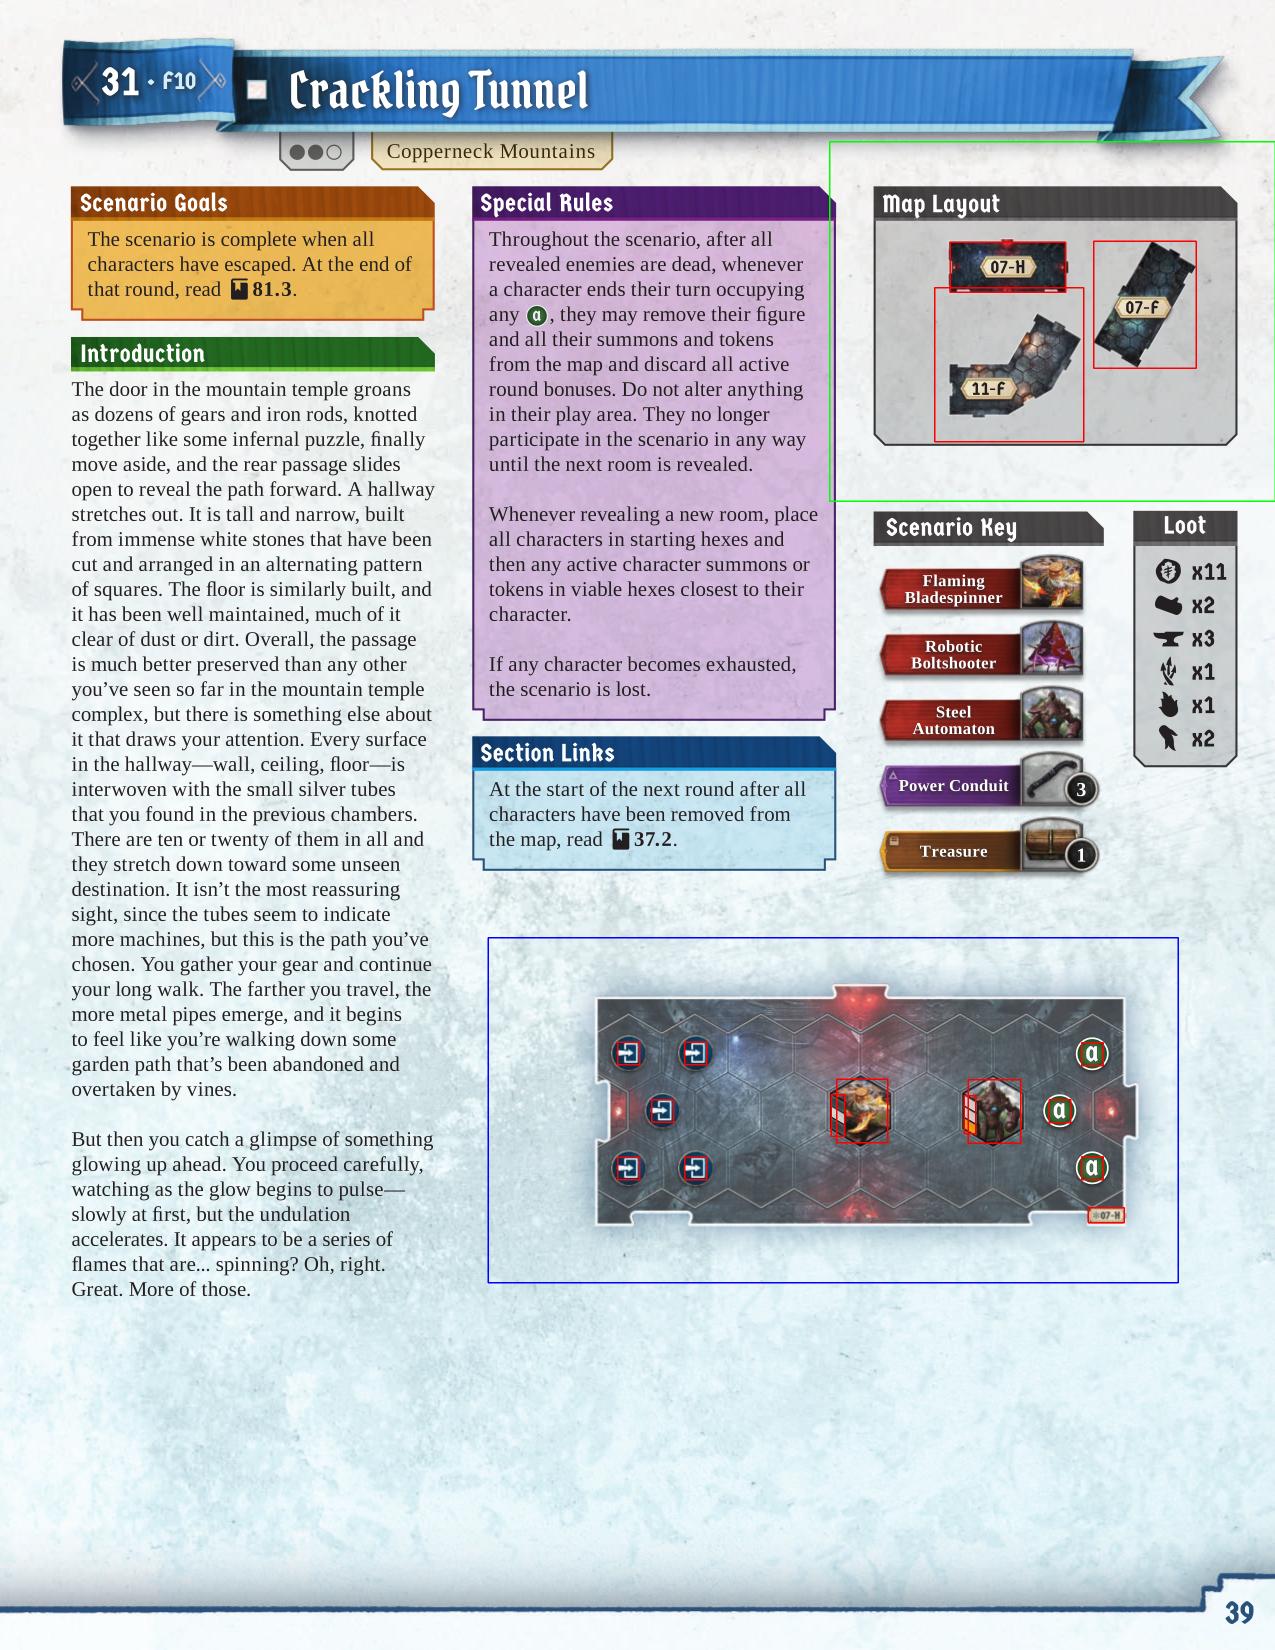 31 · F10
Crackling Tunnel
Copperneck Mountains
Scenario Goals
The scenario is complete when all
characters have escaped. At the end of
that round, read 81.3.
Introduction
The door in the mountain temple groans
as dozens of gears and iron rods, knotted
together like some infernal puzzle, finally
move aside, and the rear passage slides
open to reveal the path forward. A hallway
stretches out. It is tall and narrow, built
from immense white stones that have been
cut and arranged in an alternating pattern
of squares. The floor is similarly built, and
it has been well maintained, much of it
clear of dust or dirt. Overall, the passage
is much better preserved than any other
you’ve seen so far in the mountain temple
complex, but there is something else about
it that draws your attention. Every surface
in the hallway—wall, ceiling, floor—is
interwoven with the small silver tubes
that you found in the previous chambers.
There are ten or twenty of them in all and
they stretch down toward some unseen
destination. It isn’t the most reassuring
sight, since the tubes seem to indicate
more machines, but this is the path you’ve
chosen. You gather your gear and continue
your long walk. The farther you travel, the
more metal pipes emerge, and it begins
to feel like you’re walking down some
garden path that’s been abandoned and
overtaken by vines.
But then you catch a glimpse of something
glowing up ahead. You proceed carefully,
watching as the glow begins to pulse—
slowly at first, but the undulation
accelerates. It appears to be a series of
flames that are... spinning? Oh, right.
Great. More of those.
Special Rules
Throughout the scenario, after all
revealed enemies are dead, whenever
a character ends their turn occupying
any a, they may remove their figure
and all their summons and tokens
from the map and discard all active
round bonuses. Do not alter anything
in their play area. They no longer
participate in the scenario in any way
until the next room is revealed.
Whenever revealing a new room, place
all characters in starting hexes and
then any active character summons or
tokens in viable hexes closest to their
character.
If any character becomes exhausted,
the scenario is lost.
Section Links
At the start of the next round after all
characters have been removed from
the map, read 37.2.
Map Layout
07-H
07-F
11-F
Scenario Key
Flaming
Bladespinner
Robotic
Boltshooter
Steel
Automaton
Power Conduit 3
Treasure 1
Loot
x11
x2
x3
x1
x1
x2
a
a
a
07-H
39